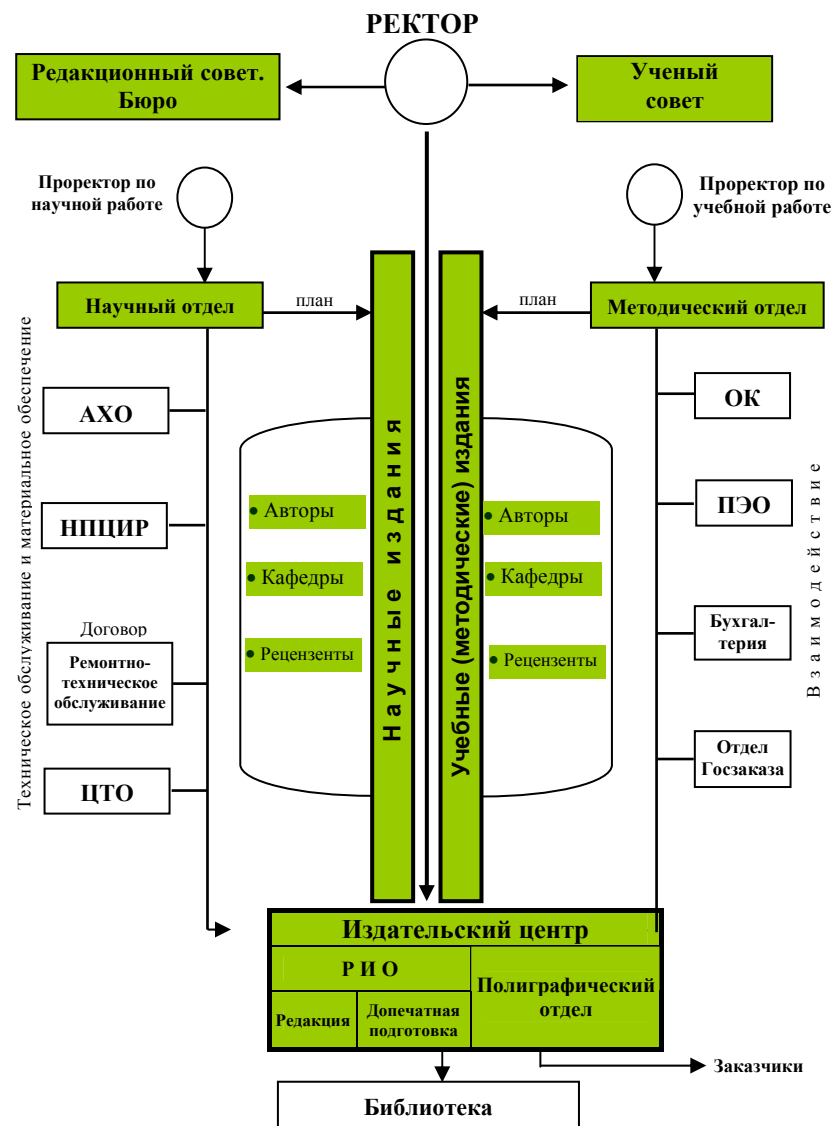 РЕКТОР
Редакционный совет.
Бюро
Ученый
совет
Проректор по
научной работе
Проректор по
учебной работе
Научный отдел
план
план
Методический отдел
Техническое обслуживание и материальное обеспечение
АХО
НПЦИР
Договор
Ремонтно-
техническое
обслуживание
ЦТО
• Авторы
• Кафедры
• Рецензенты
Научные издания
Учебные (методические) издания
• Авторы
• Кафедры
• Рецензенты
ОК
ПЭО
Бухгал-
терия
Отдел
Госзаказа
Взаимодействие
Издательский центр
Р И О
Редакция
Допечатная
подготовка
Полиграфический
отдел
Заказчики
Библиотека